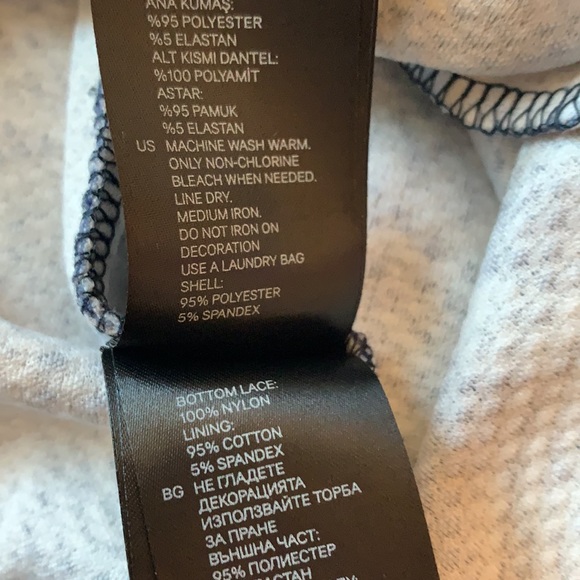 ANA KUMAŞ:
%95 POLYESTER
%5 ELASTAN
ALT KISMI DANTEL:
%100 POLYAMİT
ASTAR:
%95 PAMUK
%5 ELASTAN
US MACHINE WASH WARM.
ONLY NON-CHLORINE
BLEACH WHEN NEEDED.
LINE DRY.
MEDIUM IRON.
DO NOT IRON ON
DECORATION
USE A LAUNDRY BAG
SHELL:
95% POLYESTER
5% SPANDEX
BOTTOM LACE:
100% NYLON
LINING:
95% COTTON
5% SPANDEX
BG НЕ ГЛАДЕТЕ
ДЕКОРАЦИЯТА
ИЗПОЛЗВАЙТЕ ТОРБА
ЗА ПРАНЕ
ВЪНШНА ЧАСТ:
95% ПОЛИЕСТЕР